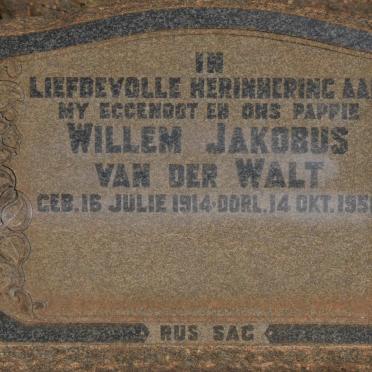 IN
LIEFDEVOLLE HERINNERING AA
MY EGGENOOT EN ONS PAPPIE
WILLEM JAKOBUS
VAN DER WALT
GEB. 16 JULIE 1914 · OORL. 14 OKT. 195
RUS SAG